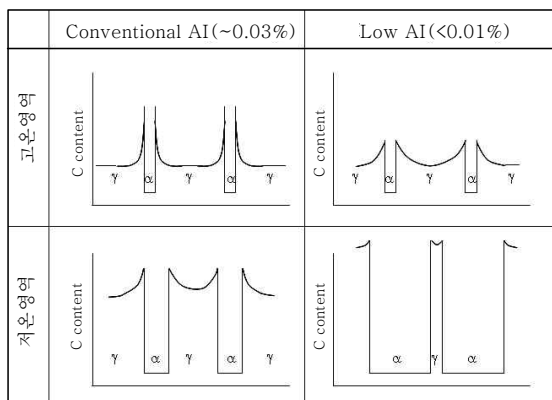 Conventional Al(~0.03%)
Low Al(<0.01%)
고온영역
C content
γ α γ α γ
C content
γ α γ α γ
저온영역
C content
γ α γ α γ
C content
α γ α